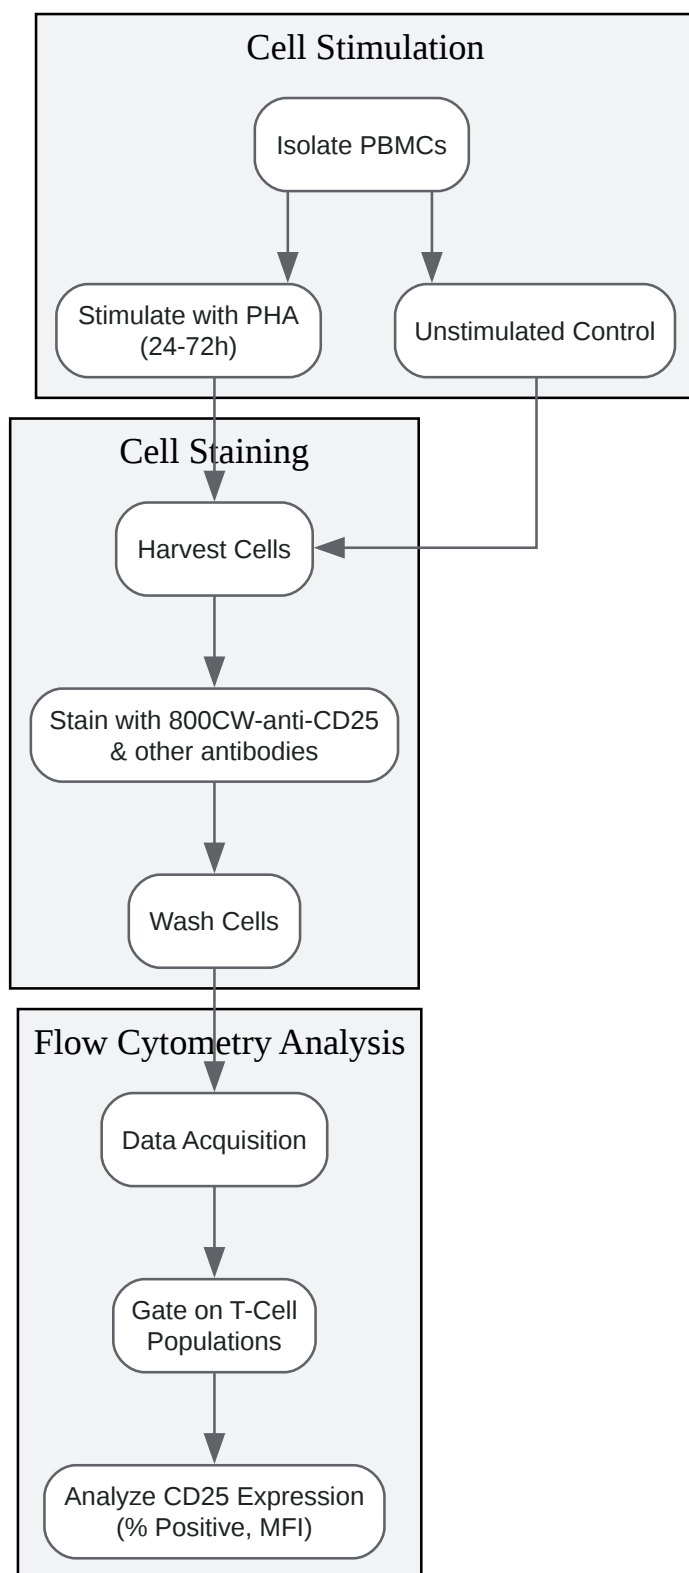 Cell Stimulation
Isolate PBMCs
Stimulate with PHA
(24-72h)
Unstimulated Control
Cell Staining
Harvest Cells
Stain with 800CW-anti-CD25
& other antibodies
Wash Cells
Flow Cytometry Analysis
Data Acquisition
Gate on T-Cell
Populations
Analyze CD25 Expression
(% Positive, MFI)